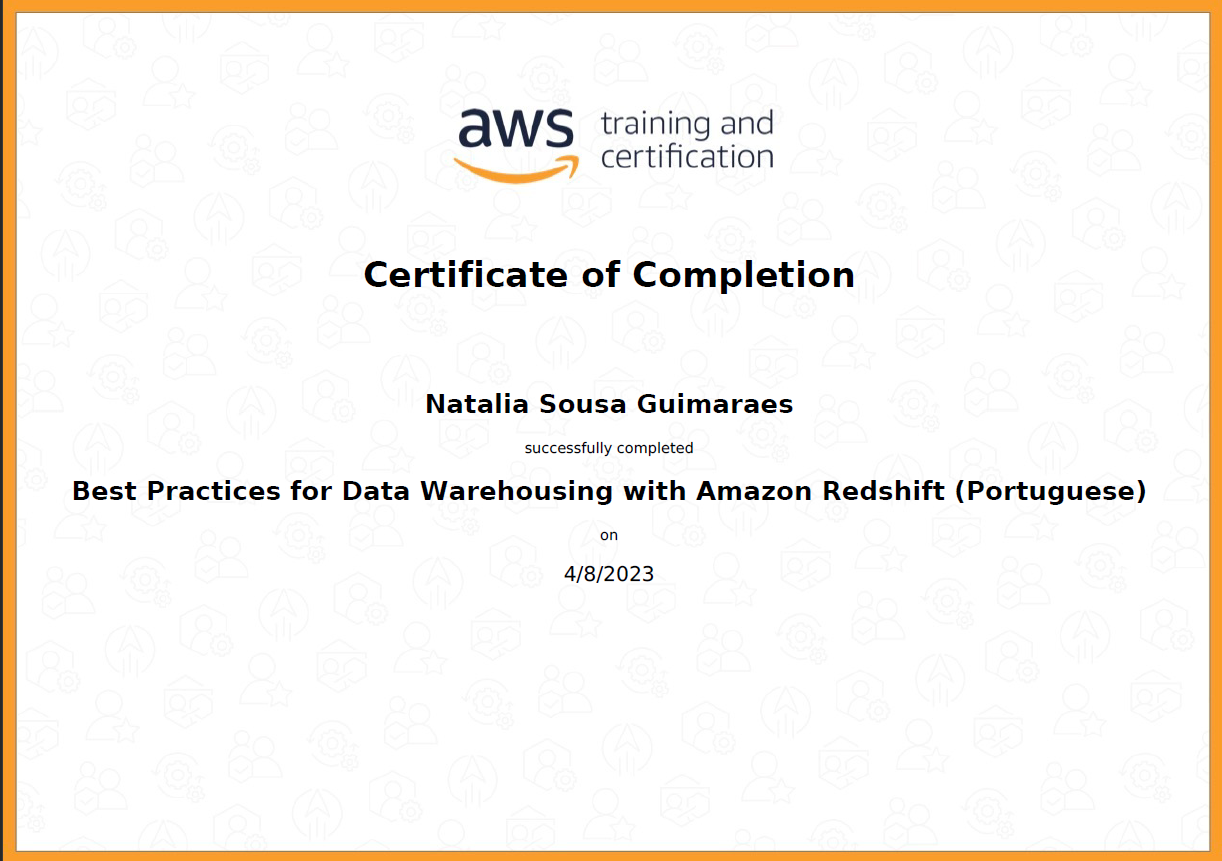 aws training and
certification
Certificate of Completion
Natalia Sousa Guimaraes
successfully completed
Best Practices for Data Warehousing with Amazon Redshift (Portuguese)
on
4/8/2023